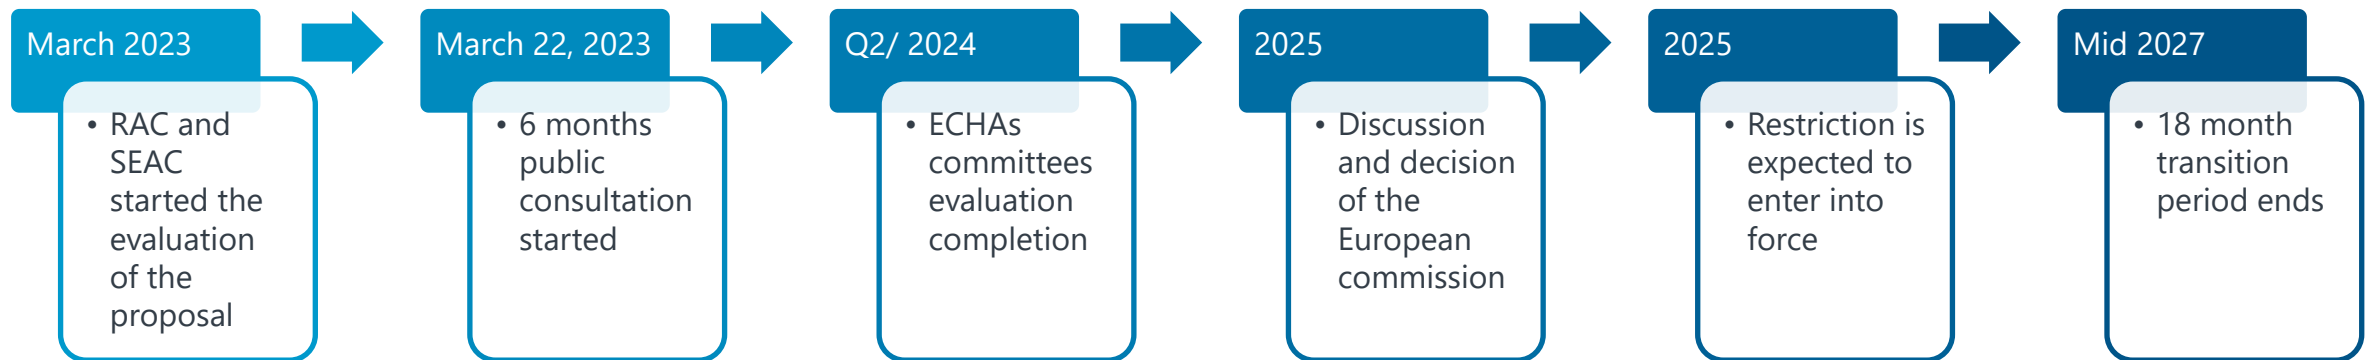 March 2023
• RAC and
SEAC
started the
evaluation
of the
proposal
March 22, 2023
• 6 months
public
consultation
started
Q2/ 2024
• ECHAs
committees
evaluation
completion
2025
• Discussion
and decision
of the
European
commission
2025
• Restriction is
expected to
enter into
force
Mid 2027
• 18 month
transition
period ends